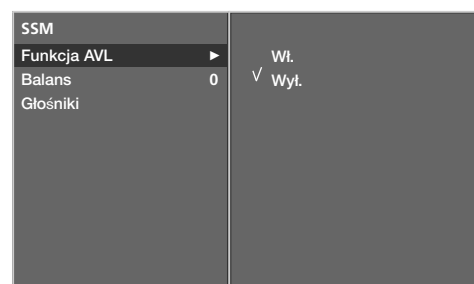 SSM
Funkcja AVL ►
Balans 0
Głośniki
Wł.
√ Wył.